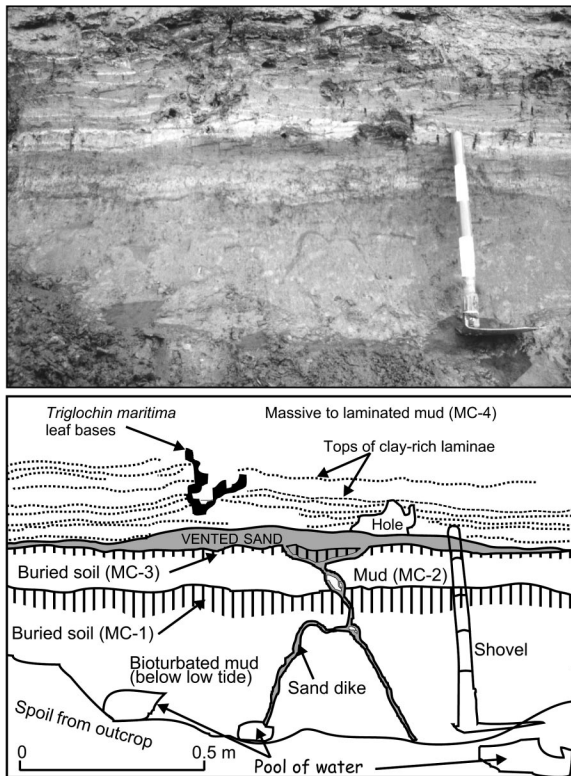 Triglochin maritima
leaf bases
Massive to laminated mud (MC-4)
Tops of clay-rich laminae
Hole
VENTED SAND
Buried soil (MC-3)
Mud (MC-2)
Buried soil (MC-1)
Bioturbated mud
(below low tide)
Sand dike
Shovel
Spoil from outcrop
0
0.5 m
Pool of water